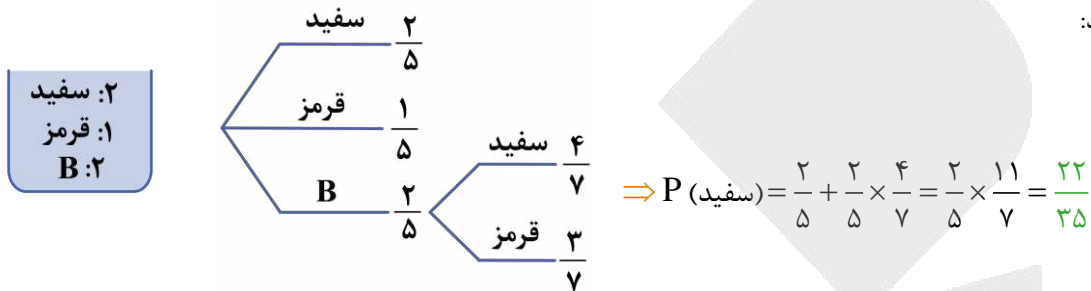 د:
۲: سفید
۱: قرمز
B :۲
سفید ۲/۵
قرمز ۱/۵
B ۲/۵
سفید ۴/۷
قرمز ۳/۷
⇒ P (سفید) = ۲/۵ + ۲/۵ × ۴/۷ = ۲/۵ × ۱۱/۷ = ۲۲/۳۵